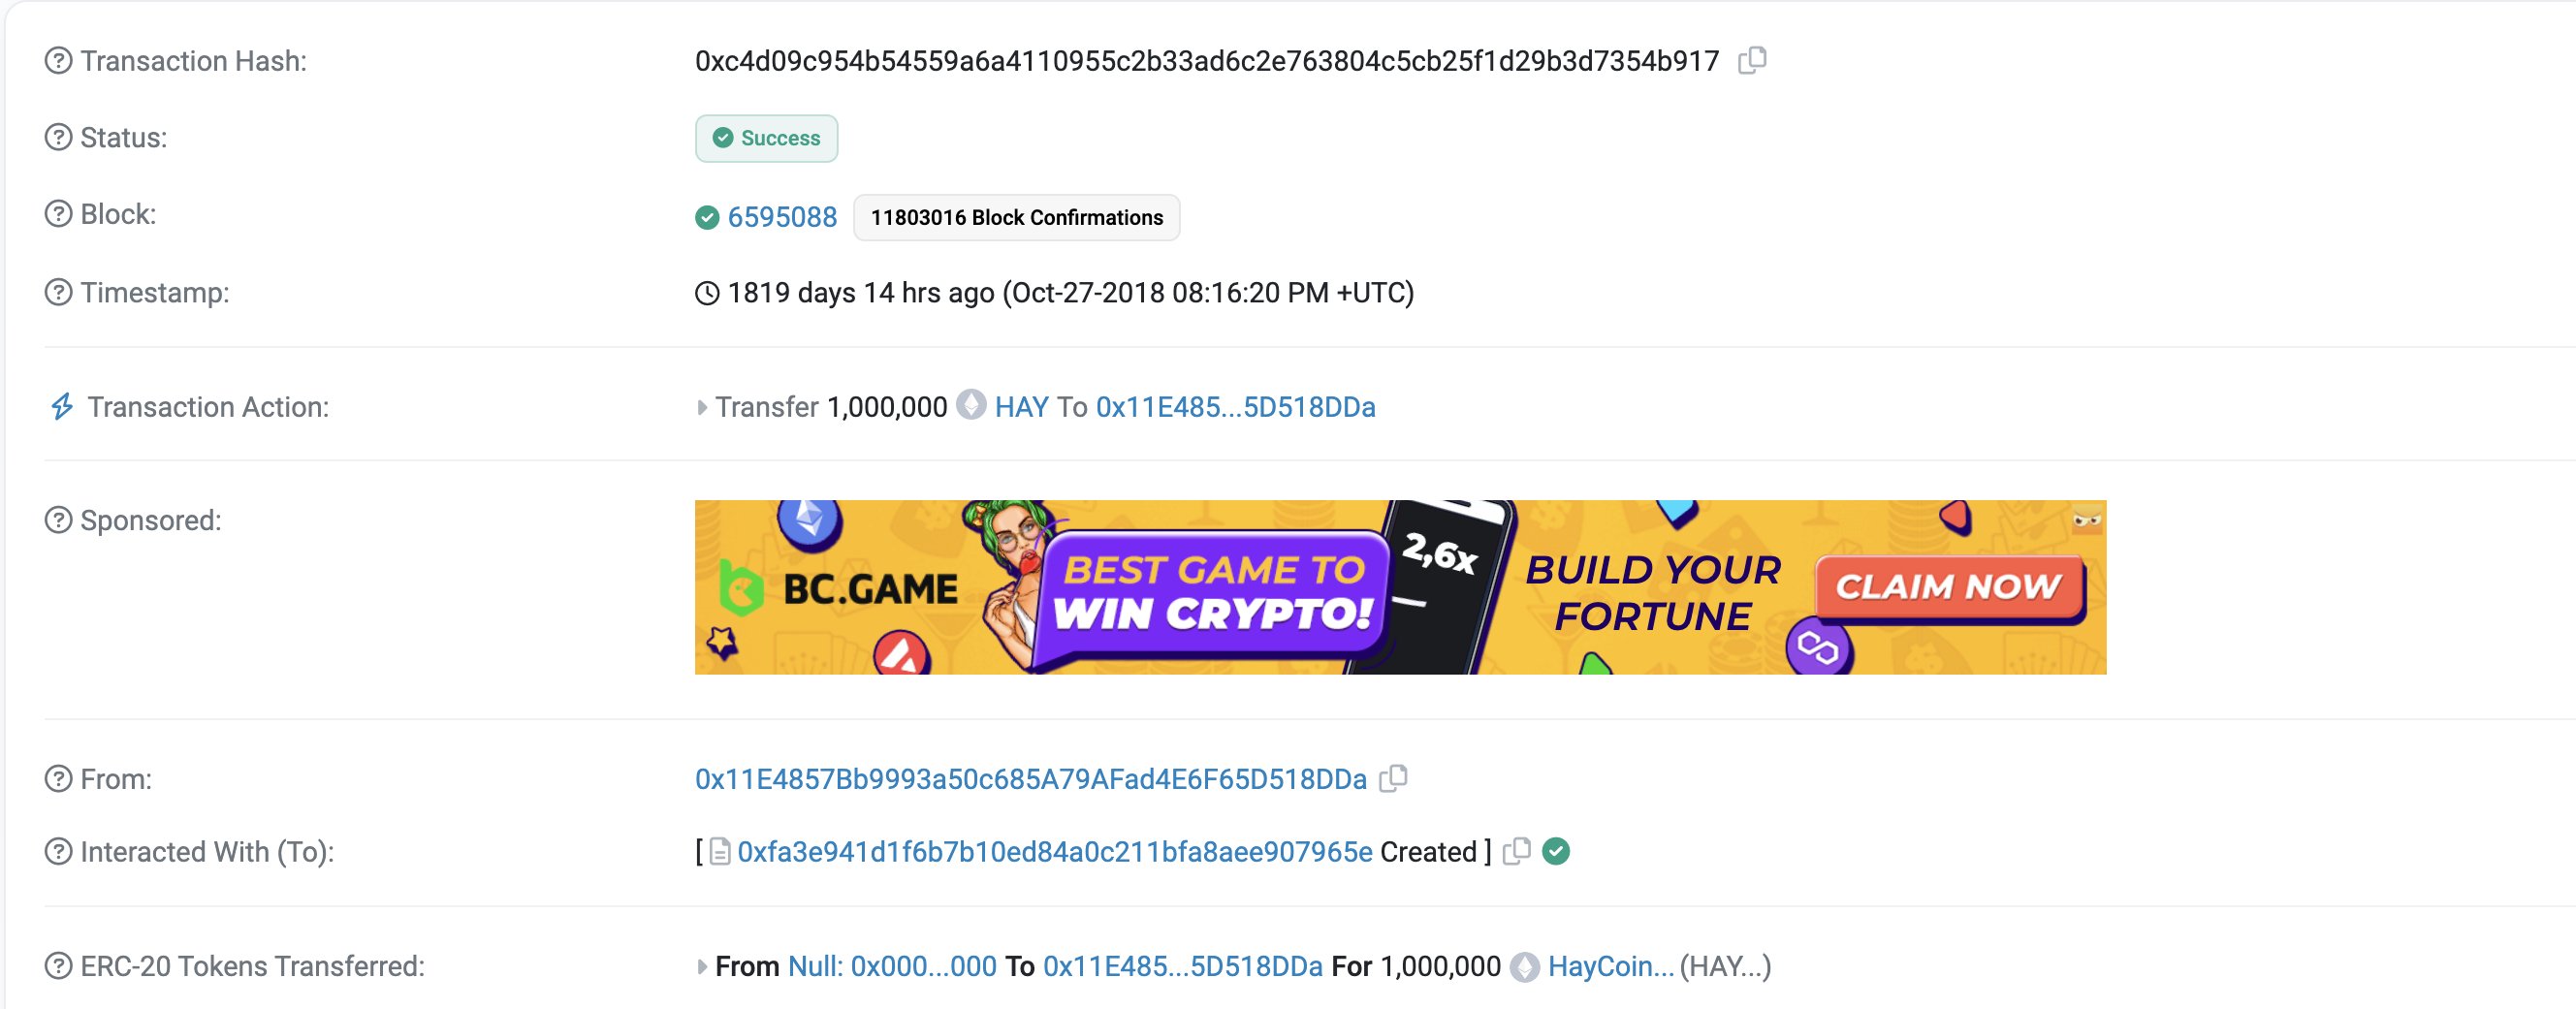 Transaction Hash: 0xc4d09c954b54559a6a4110955c2b33ad6c2e763804c5cb25f1d29b3d7354b917
Status: Success
Block: 6595088 11803016 Block Confirmations
Timestamp: 1819 days 14 hrs ago (Oct-27-2018 08:16:20 PM +UTC)
Transaction Action: Transfer 1,000,000 HAY To 0x11E485...5D518DDa
Sponsored:
BC.GAME
BEST GAME TO
WIN CRYPTO!
2,6x
BUILD YOUR
FORTUNE
CLAIM NOW
From: 0x11E4857Bb9993a50c685A79AFad4E6F65D518DDa
Interacted With (To): [ 0xfa3e941d1f6b7b10ed84a0c211bfa8aee907965e Created ]
ERC-20 Tokens Transferred: From Null: 0x000...000 To 0x11E485...5D518DDa For 1,000,000 HayCoin... (HAY...)